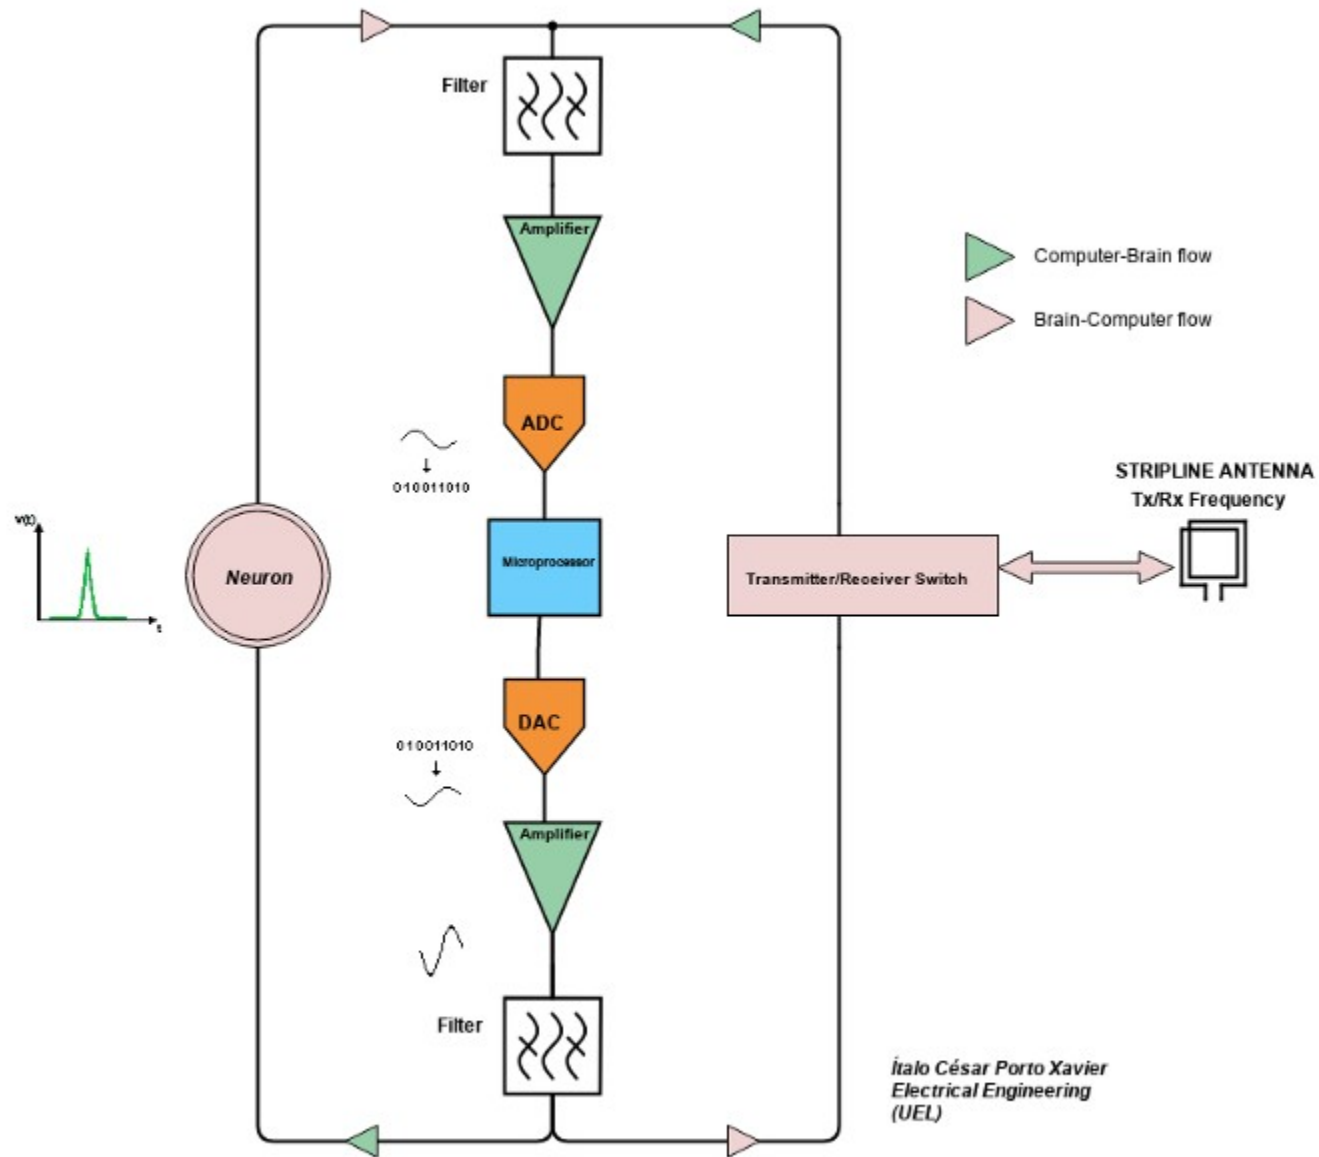 Filter
Amplifier
Computer-Brain flow
Brain-Computer flow
ADC
010011010
STRIPLINE ANTENNA
Tx/Rx Frequency
v(t)
t
Neuron
Microprocessor
Transmitter/Receiver Switch
DAC
010011010
Amplifier
Filter
Ítalo César Porto Xavier
Electrical Engineering
(UEL)